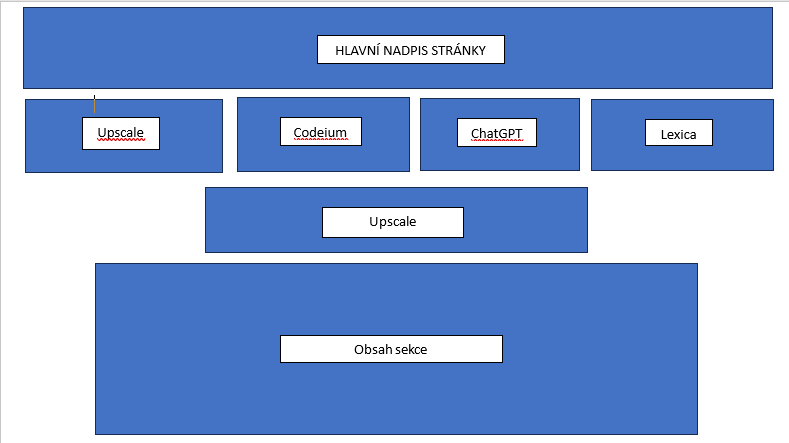 HLAVNÍ NADPIS STRÁNKY
Upscale
Codeium
ChatGPT
Lexica
Upscale
Obsah sekce